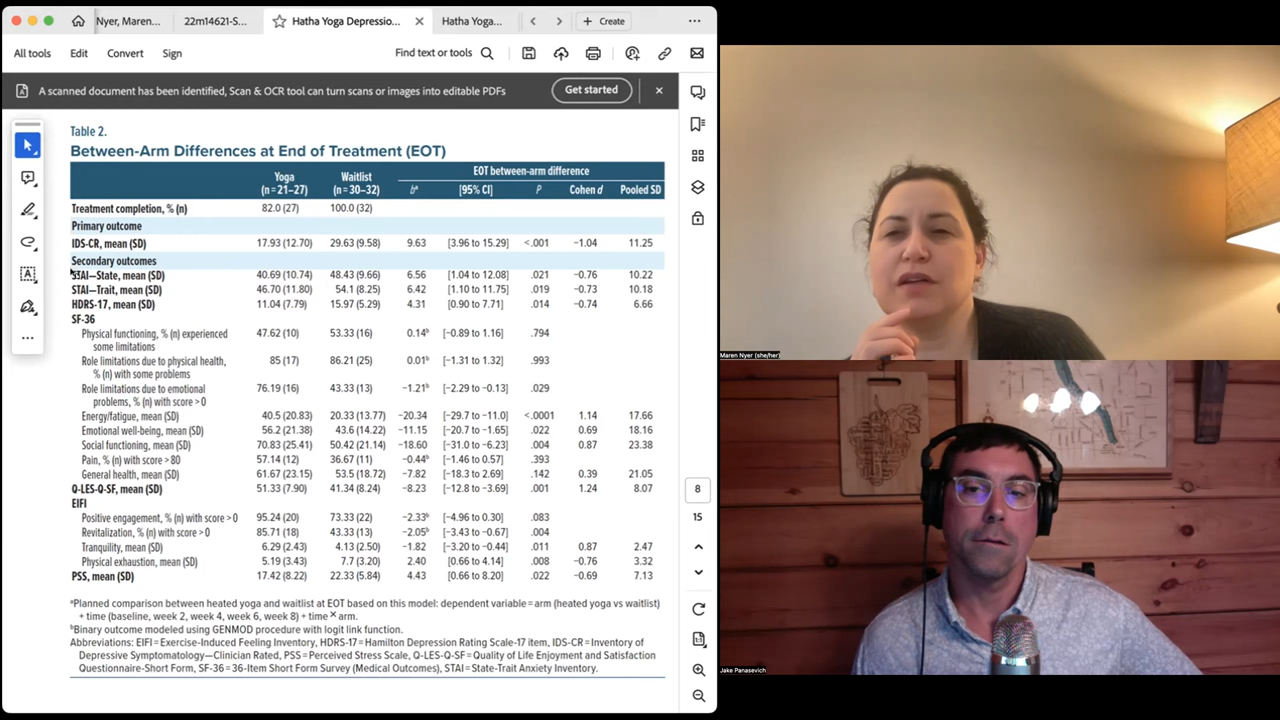 Nyer, Maren...
22m14621-S...
Hatha Yoga Depressio...
Hatha Yoga...
Create
All tools
Edit
Convert
Sign
Find text or tools
A scanned document has been identified, Scan & OCR tool can turn scans or images into editable PDFs
Get started
Table 2.
Between-Arm Differences at End of Treatment (EOT)
EOT between-arm difference
Yoga (n=21–27) Waitlist (n=30–32) bᵃ [95% CI] P Cohen d Pooled SD
Treatment completion, % (n) 82.0 (27) 100.0 (32)
Primary outcome
IDS-CR, mean (SD) 17.93 (12.70) 29.63 (9.58) 9.63 [3.96 to 15.29] <.001 −1.04 11.25
Secondary outcomes
STAI—State, mean (SD) 40.69 (10.74) 48.43 (9.66) 6.56 [1.04 to 12.08] .021 −0.76 10.22
STAI—Trait, mean (SD) 46.70 (11.80) 54.1 (8.25) 6.42 [1.10 to 11.75] .019 −0.73 10.18
HDRS-17, mean (SD) 11.04 (7.79) 15.97 (5.29) 4.31 [0.90 to 7.71] .014 −0.74 6.66
SF-36
Physical functioning, % (n) experienced 47.62 (10) 53.33 (16) 0.14ᵇ [−0.89 to 1.16] .794
some limitations
Role limitations due to physical health, 85 (17) 86.21 (25) 0.01ᵇ [−1.31 to 1.32] .993
% (n) with some problems
Role limitations due to emotional 76.19 (16) 43.33 (13) −1.21ᵇ [−2.29 to −0.13] .029
problems, % (n) with score > 0
Energy/fatigue, mean (SD) 40.5 (20.83) 20.33 (13.77) −20.34 [−29.7 to −11.0] <.0001 1.14 17.66
Emotional well-being, mean (SD) 56.2 (21.38) 43.6 (14.22) −11.15 [−20.7 to −1.65] .022 0.69 18.16
Social functioning, mean (SD) 70.83 (25.41) 50.42 (21.14) −18.60 [−31.0 to −6.23] .004 0.87 23.38
Pain, % (n) with score > 80 57.14 (12) 36.67 (11) −0.44ᵇ [−1.46 to 0.57] .393
General health, mean (SD) 61.67 (23.15) 53.5 (18.72) −7.82 [−18.3 to 2.69] .142 0.39 21.05
Q-LES-Q-SF, mean (SD) 51.33 (7.90) 41.34 (8.24) −8.23 [−12.8 to −3.69] .001 1.24 8.07
EIFI
Positive engagement, % (n) with score > 0 95.24 (20) 73.33 (22) −2.33ᵇ [−4.96 to 0.30] .083
Revitalization, % (n) with score > 0 85.71 (18) 43.33 (13) −2.05ᵇ [−3.43 to −0.67] .004
Tranquility, mean (SD) 6.29 (2.43) 4.13 (2.50) −1.82 [−3.20 to −0.44] .011 0.87 2.47
Physical exhaustion, mean (SD) 5.19 (3.43) 7.7 (3.20) 2.40 [0.66 to 4.14] .008 −0.76 3.32
PSS, mean (SD) 17.42 (8.22) 22.33 (5.84) 4.43 [0.66 to 8.20] .022 −0.69 7.13
ᵃPlanned comparison between heated yoga and waitlist at EOT based on this model: dependent variable = arm (heated yoga vs waitlist)
+ time (baseline, week 2, week 4, week 6, week 8) + time × arm.
ᵇBinary outcome modeled using GENMOD procedure with logit link function.
Abbreviations: EIFI = Exercise-Induced Feeling Inventory, HDRS-17 = Hamilton Depression Rating Scale-17 item, IDS-CR = Inventory of
Depressive Symptomatology—Clinician Rated, PSS = Perceived Stress Scale, Q-LES-Q-SF = Quality of Life Enjoyment and Satisfaction
Questionnaire-Short Form, SF-36 = 36-Item Short Form Survey (Medical Outcomes), STAI = State-Trait Anxiety Inventory.
8
15
Maren Nyer (she/her)
Jake Panasevich